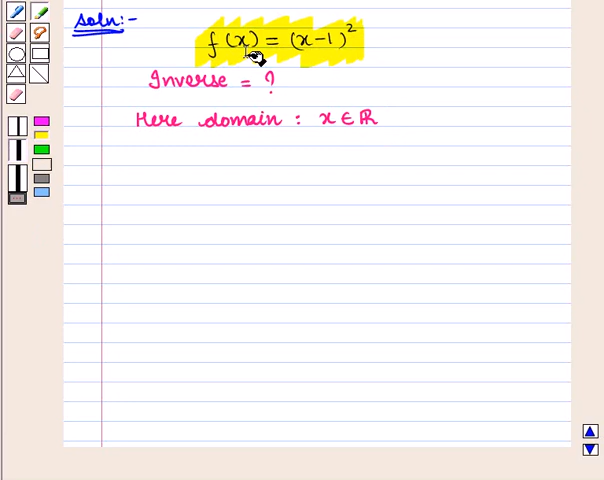 Soln:-
f(x) = (x-1)²
Inverse = ?
Here domain : x ∈ ℝ